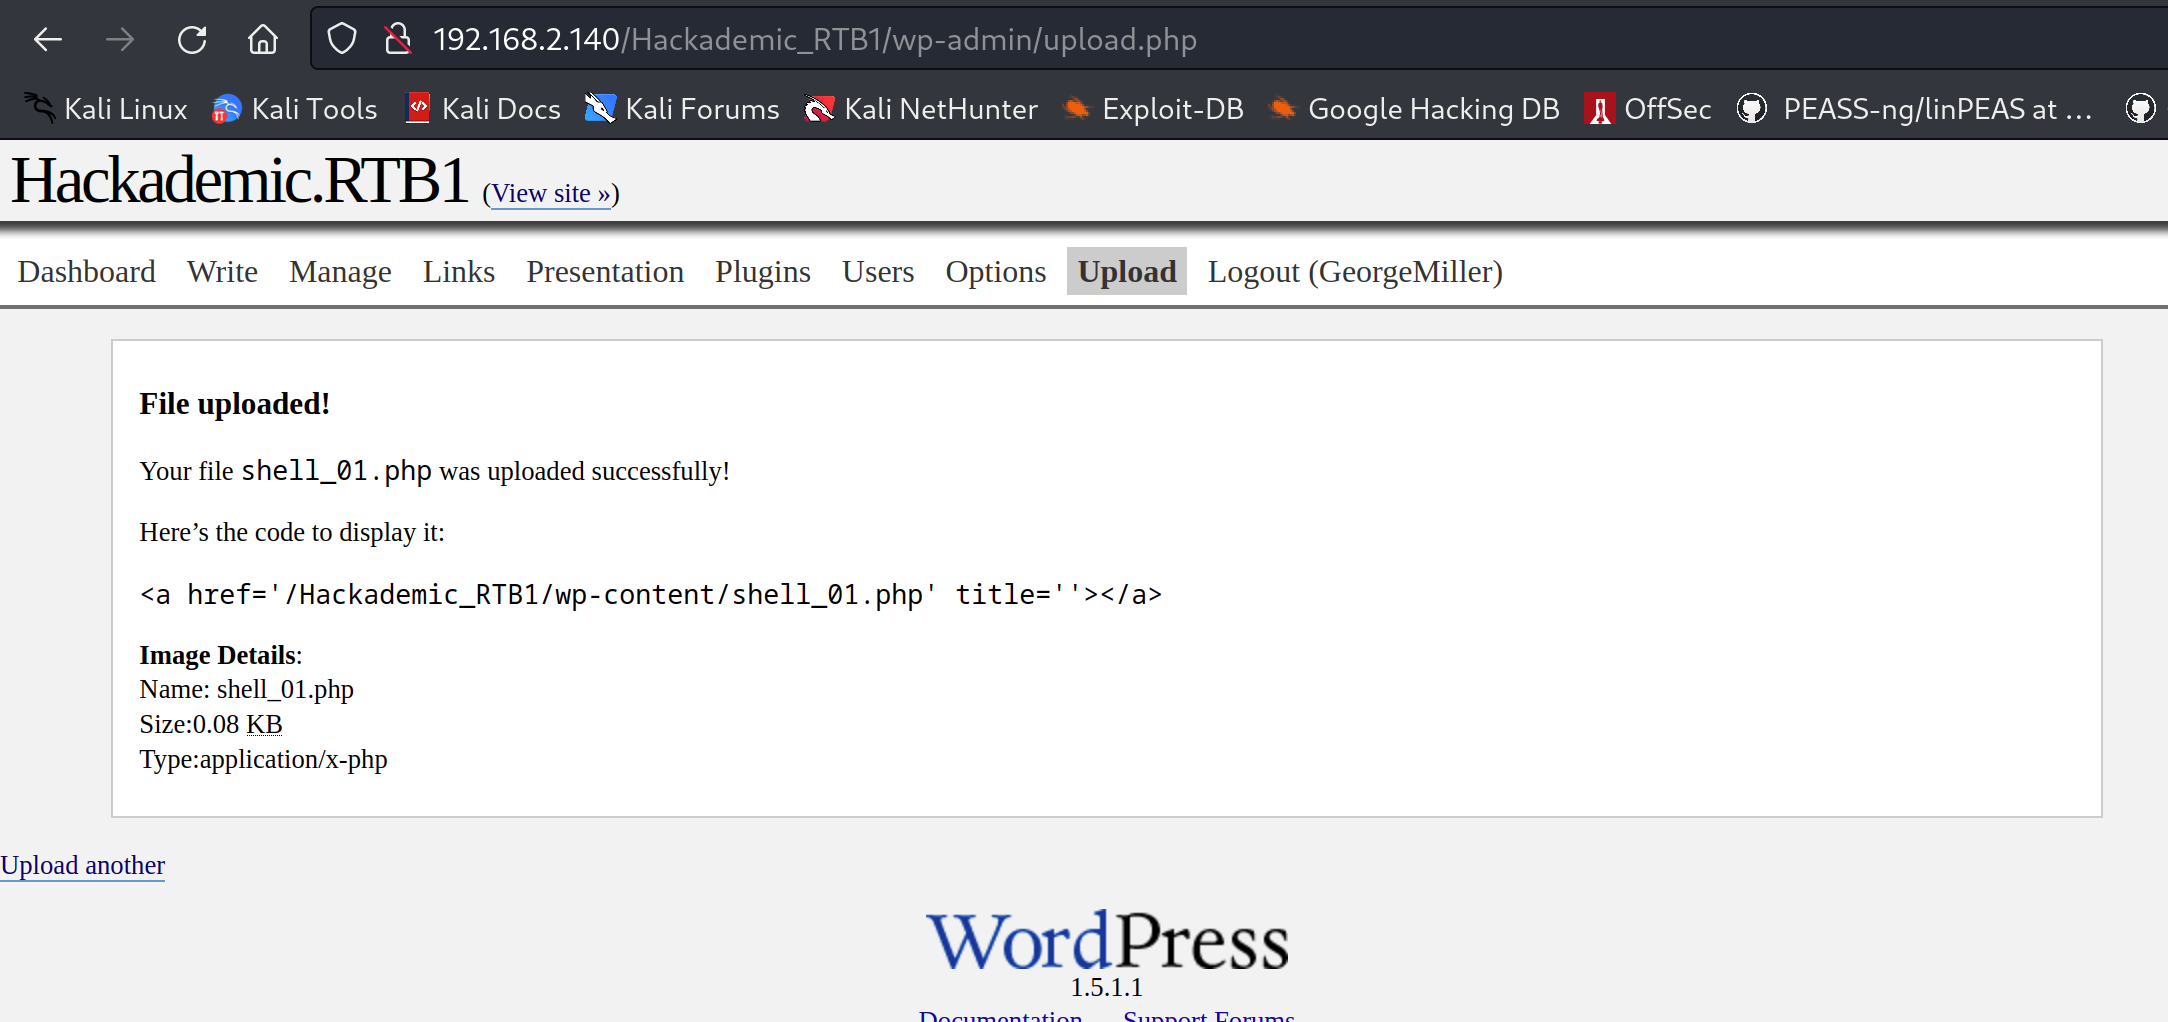 192.168.2.140/Hackademic_RTB1/wp-admin/upload.php
Kali Linux Kali Tools Kali Docs Kali Forums Kali NetHunter Exploit-DB Google Hacking DB OffSec PEASS-ng/linPEAS at ...
Hackademic.RTB1 (View site »)
Dashboard Write Manage Links Presentation Plugins Users Options Upload Logout (GeorgeMiller)
File uploaded!
Your file shell_01.php was uploaded successfully!
Here’s the code to display it:
<a href='/Hackademic_RTB1/wp-content/shell_01.php' title=''></a>
Image Details:
Name: shell_01.php
Size:0.08 KB
Type:application/x-php
Upload another
WordPress
1.5.1.1
Documentation Support Forums